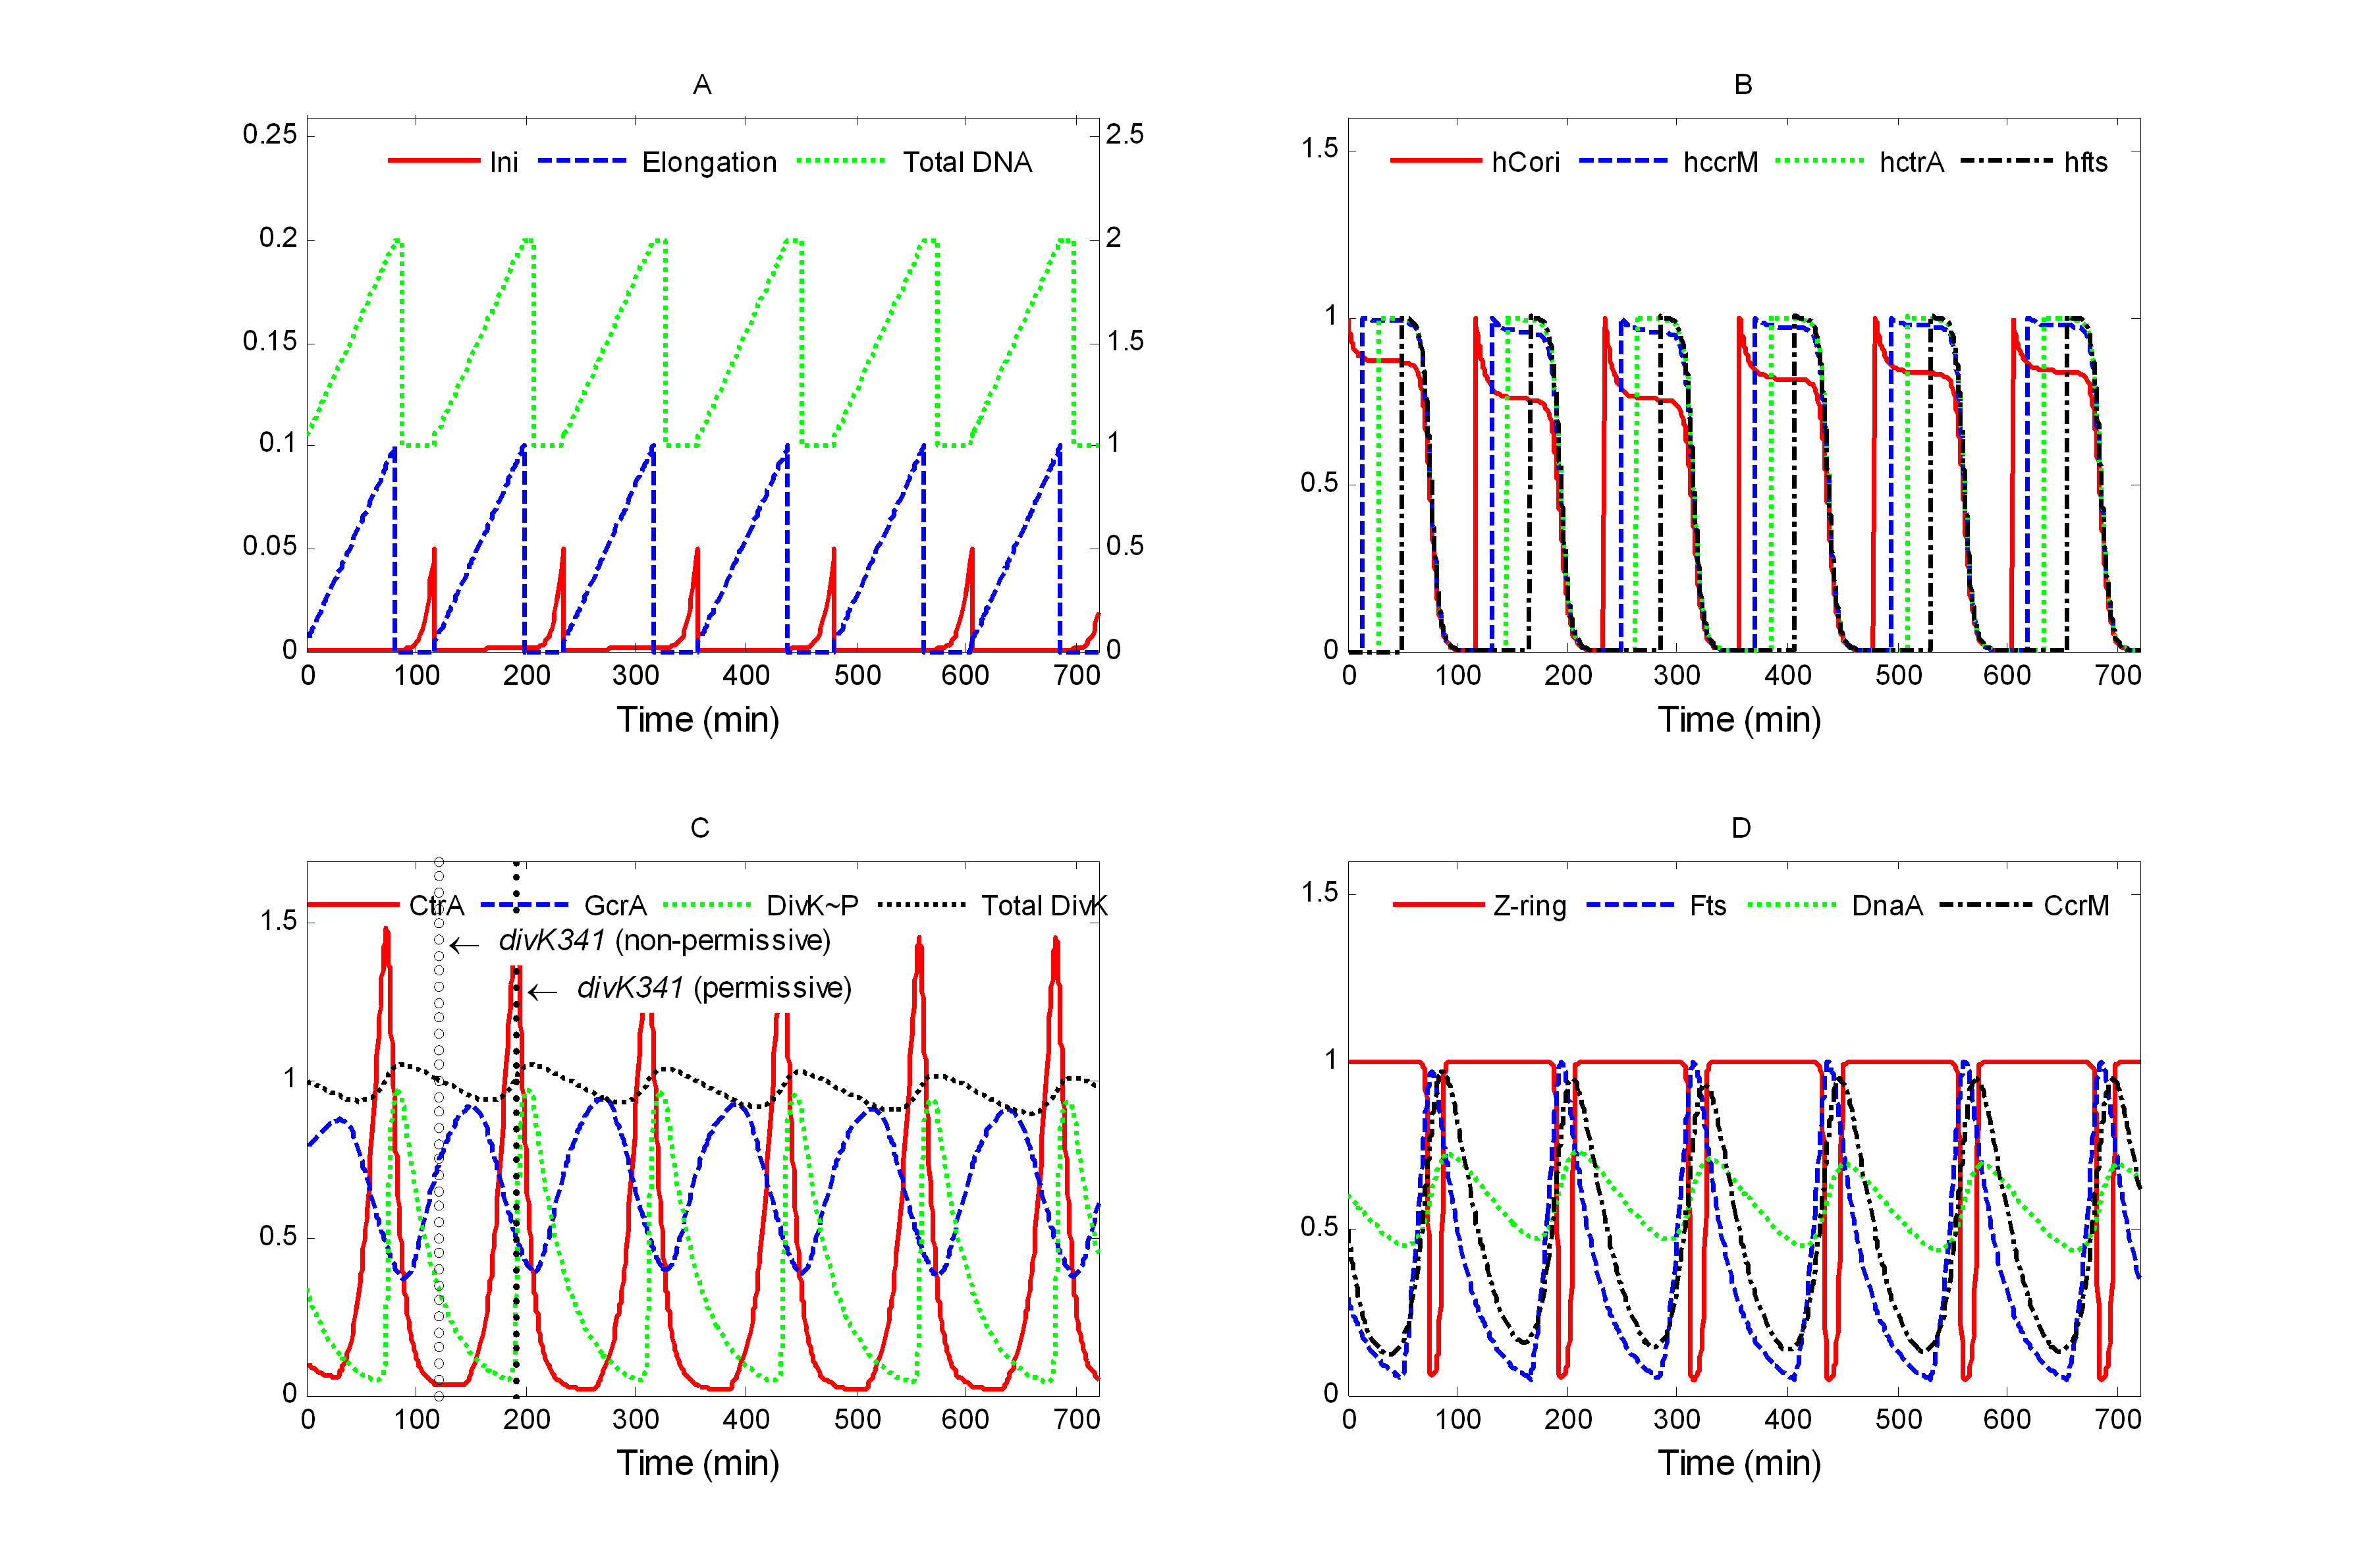 A
0.25
0.2
0.15
0.1
0.05
0
2.5
2
1.5
1
0.5
0
Ini Elongation Total DNA
0 100 200 300 400 500 600 700
Time (min)
B
1.5
1
0.5
0
hCori hccrM hctrA hfts
0 100 200 300 400 500 600 700
Time (min)
C
1.5
1
0.5
0
CtrA GcrA DivK~P Total DivK
← divK341 (non-permissive)
← divK341 (permissive)
0 100 200 300 400 500 600 700
Time (min)
D
1.5
1
0.5
0
Z-ring Fts DnaA CcrM
0 100 200 300 400 500 600 700
Time (min)